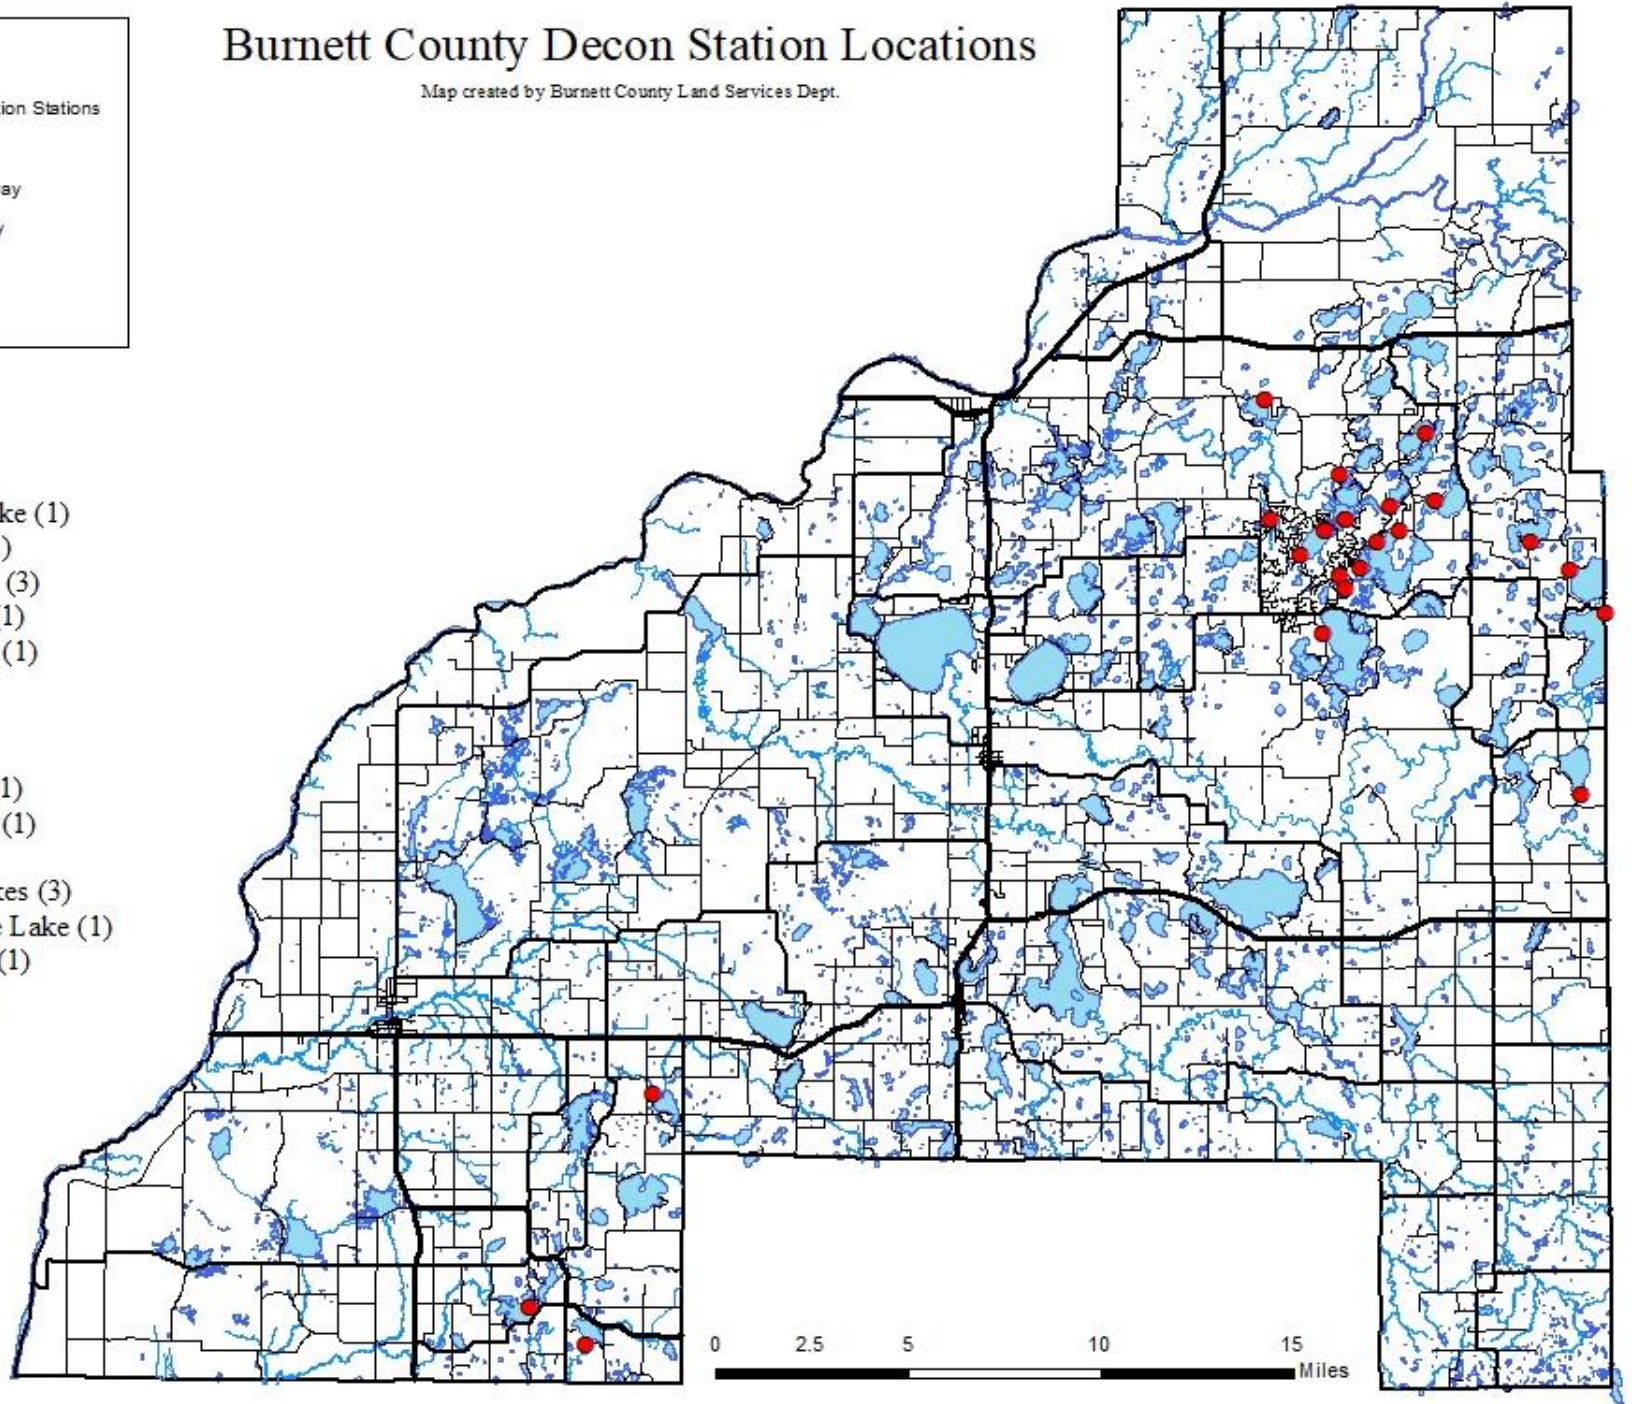 Burnett County Decon Station Locations
Map created by Burnett County Land Services Dept.
ion Stations
ay
y
ke (1)
)
(3)
(1)
(1)
1)
(1)
tes (3)
e Lake (1)
(1)
0 2.5 5 10 15
Miles